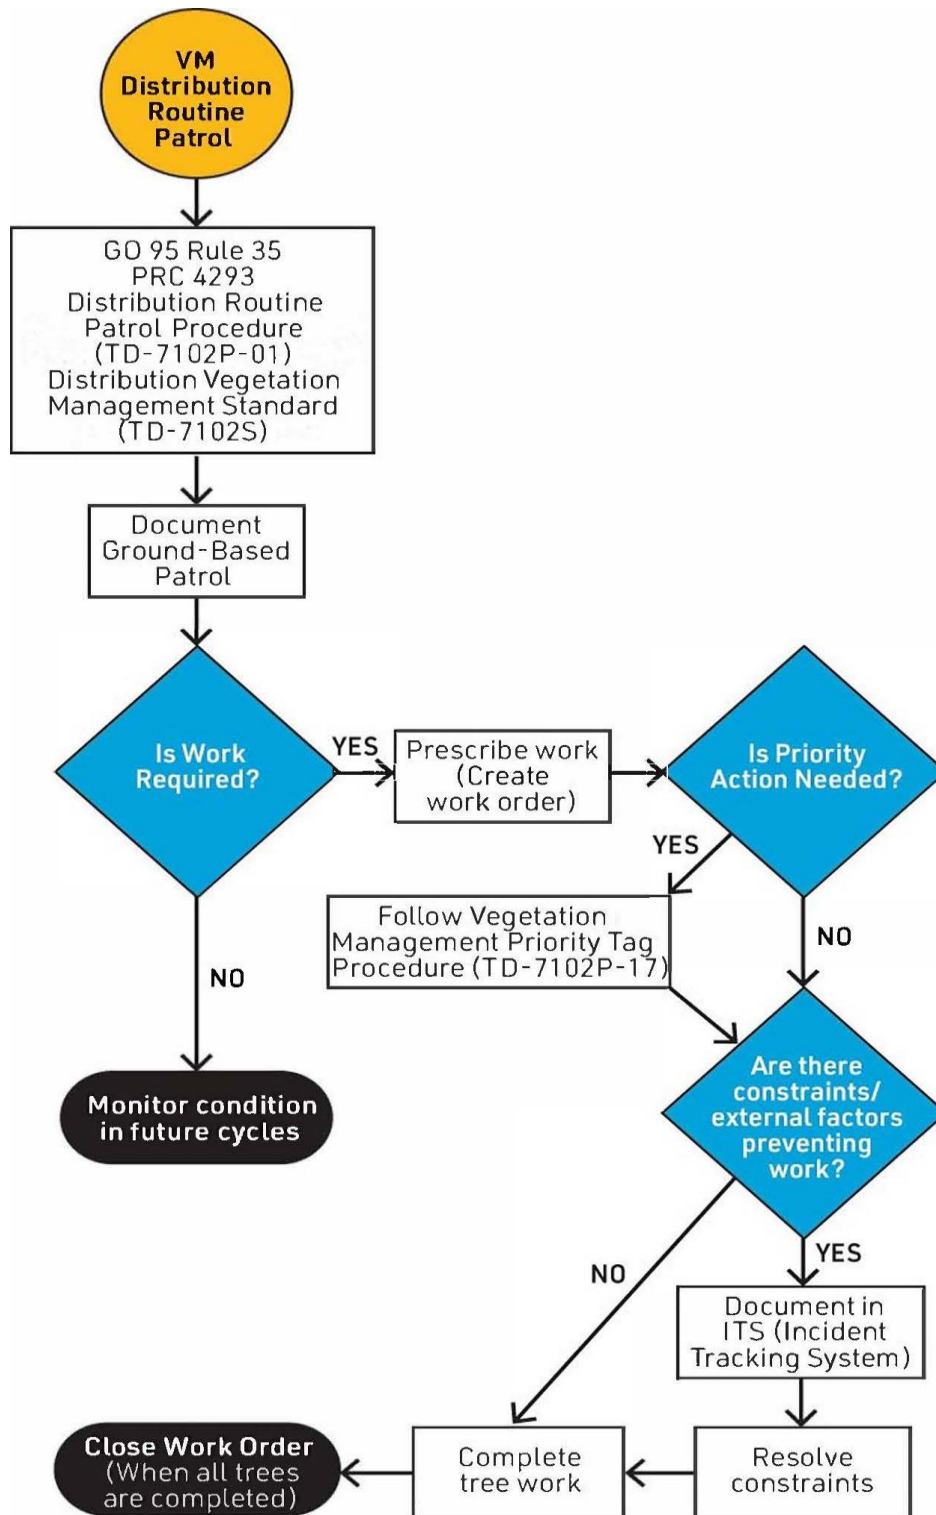 VM
Distribution
Routine
Patrol
GO 95 Rule 35
PRC 4293
Distribution Routine
Patrol Procedure
(TD-7102P-01)
Distribution Vegetation
Management Standard
(TD-7102S)
Document
Ground-Based
Patrol
Is Work
Required?
YES
Prescribe work
(Create
work order)
Is Priority
Action Needed?
YES
Follow Vegetation
Management Priority Tag
Procedure (TD-7102P-17)
NO
NO
Monitor condition
in future cycles
Are there
constraints/
external factors
preventing
work?
NO
YES
Document in
ITS (Incident
Tracking System)
Resolve
constraints
Complete
tree work
Close Work Order
(When all trees
are completed)